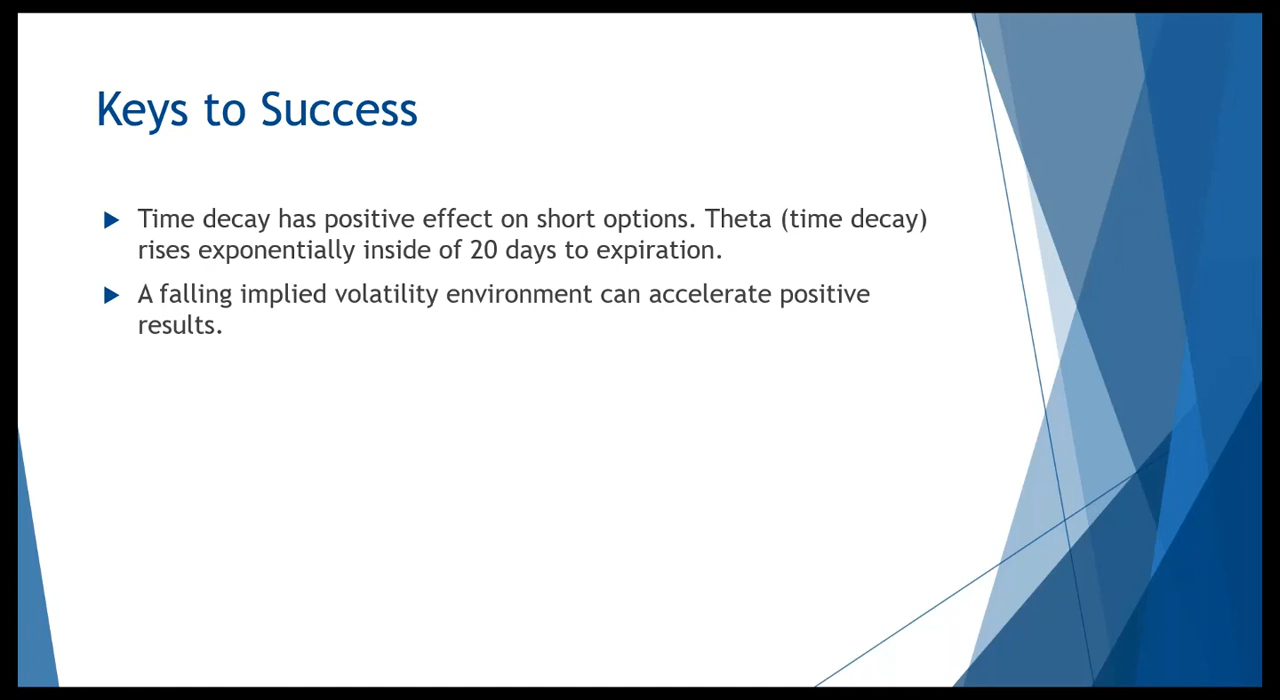 Keys to Success
Time decay has positive effect on short options. Theta (time decay)
rises exponentially inside of 20 days to expiration.
A falling implied volatility environment can accelerate positive
results.